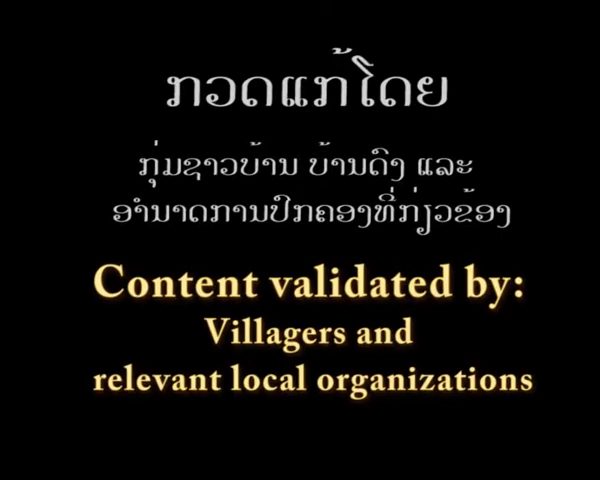 ກວດແກ້ໂດຍ
ກຸ່ມຊາວບ້ານ ບ້ານດົງ ແລະ
ອຳນາດການປົກຄອງທີ່ກ່ຽວຂ້ອງ
Content validated by:
Villagers and
relevant local organizations